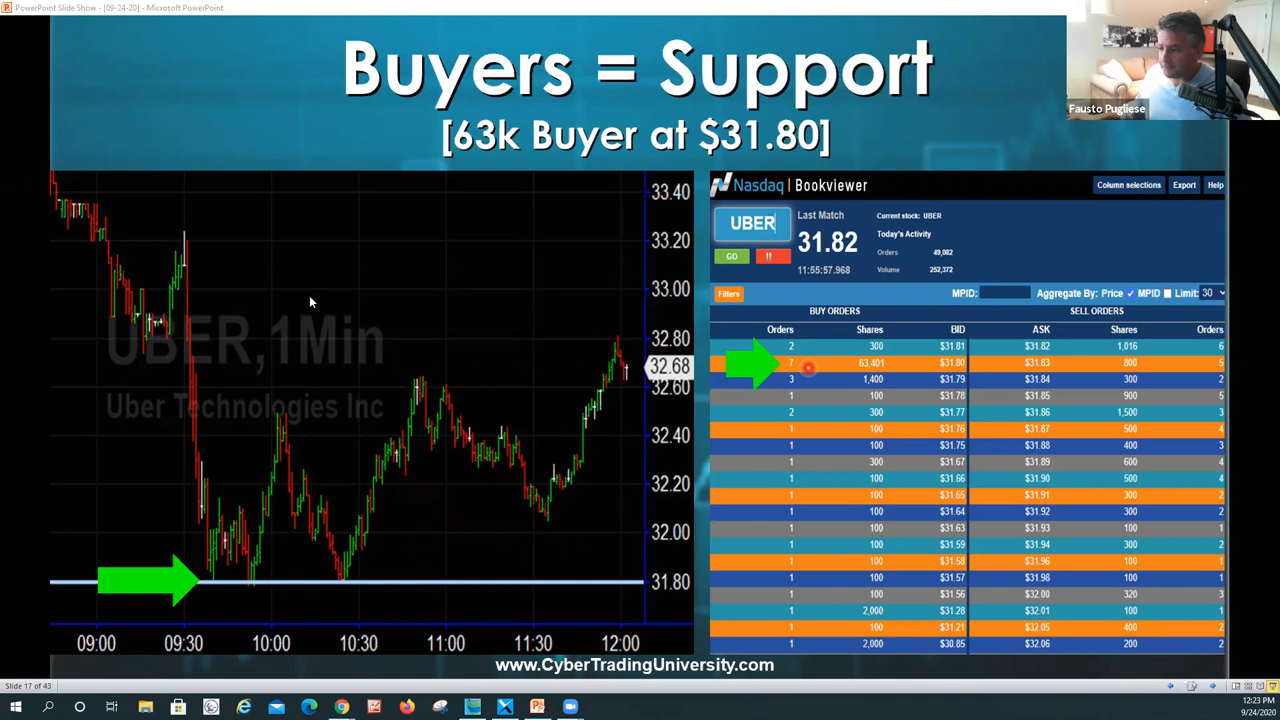 PowerPoint Slide Show - [09-24-20] - Microsoft PowerPoint
Buyers = Support
[63k Buyer at $31.80]
Fausto Pugliese
UBER,1Min
Uber Technologies Inc
33.40
33.20
33.00
32.80
32.68
32.60
32.40
32.20
32.00
31.80
09:00 09:30 10:00 10:30 11:00 11:30 12:00
Nasdaq | Bookviewer
Column selections Export Help
UBER
GO !!
Last Match
31.82
11:55:57.968
Current stock: UBER
Today's Activity
Orders 49,082
Volume 252,372
Filters MPID: Aggregate By: Price MPID Limit: 30
BUY ORDERS SELL ORDERS
Orders Shares BID ASK Shares Orders
2 300 $31.81 $31.82 1,016 6
7 63,401 $31.80 $31.83 800 5
3 1,400 $31.79 $31.84 300 2
1 100 $31.78 $31.85 900 5
2 300 $31.77 $31.86 1,500 3
1 100 $31.76 $31.87 500 4
1 100 $31.75 $31.88 400 3
1 300 $31.67 $31.89 600 4
1 100 $31.66 $31.90 500 4
1 100 $31.65 $31.91 300 2
1 100 $31.64 $31.92 300 2
1 100 $31.63 $31.93 100 1
1 100 $31.59 $31.94 300 2
1 100 $31.58 $31.96 100 1
1 100 $31.57 $31.98 100 1
1 100 $31.56 $32.00 320 3
1 2,000 $31.28 $32.01 100 1
1 100 $31.21 $32.05 400 2
1 2,000 $30.85 $32.06 200 2
www.CyberTradingUniversity.com
Slide 17 of 43
12:23 PM
9/24/2020